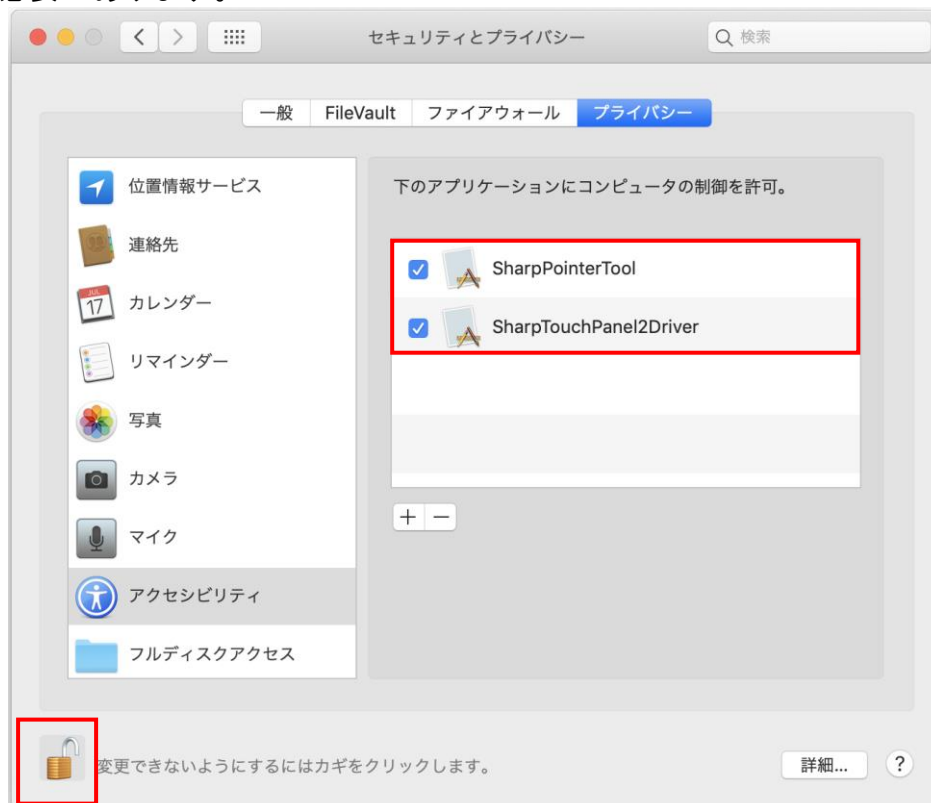 セキュリティとプライバシー
検索
一般 FileVault ファイアウォール プライバシー
位置情報サービス
連絡先
JUL
17
カレンダー
リマインダー
写真
カメラ
マイク
アクセシビリティ
フルディスクアクセス
下のアプリケーションにコンピュータの制御を許可。
SharpPointerTool
SharpTouchPanel2Driver
+ −
変更できないようにするにはカギをクリックします。
詳細... ?